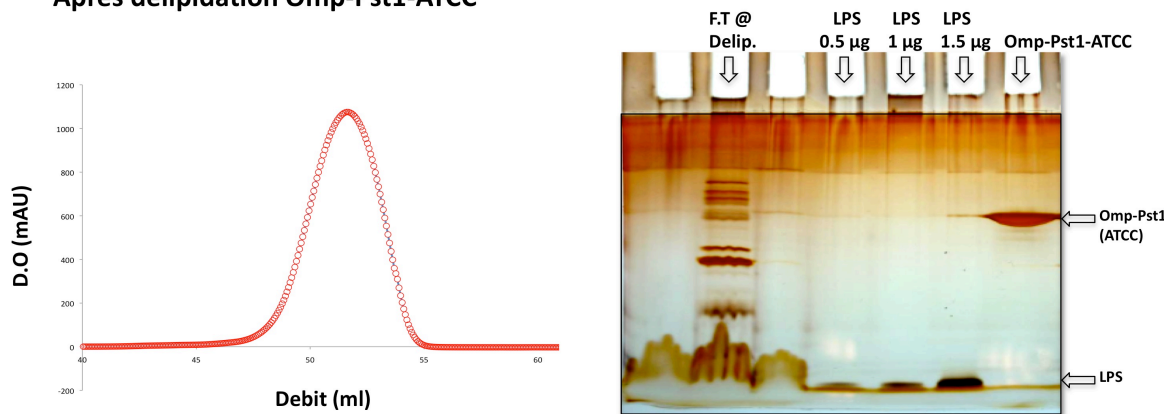 Après délipidation Omp-Pst1-ATCC
D.O (mAU)
1200
1000
800
600
400
200
0
-200
40
45
50
55
60
Debit (ml)
F.T @
Delip.
LPS
0.5 µg
LPS
1 µg
LPS
1.5 µg
Omp-Pst1-ATCC
Omp-Pst1
(ATCC)
LPS